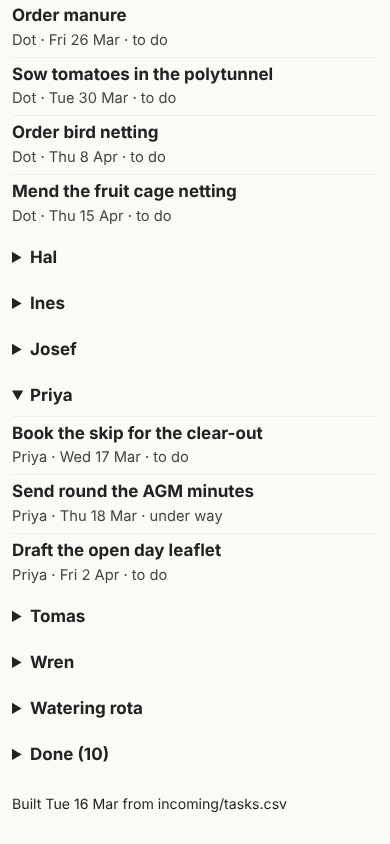 Order manure
Dot · Fri 26 Mar · to do
Sow tomatoes in the polytunnel
Dot · Tue 30 Mar · to do
Order bird netting
Dot · Thu 8 Apr · to do
Mend the fruit cage netting
Dot · Thu 15 Apr · to do
Hal
Ines
Josef
Priya
Book the skip for the clear-out
Priya · Wed 17 Mar · to do
Send round the AGM minutes
Priya · Thu 18 Mar · under way
Draft the open day leaflet
Priya · Fri 2 Apr · to do
Tomas
Wren
Watering rota
Done (10)
Built Tue 16 Mar from incoming/tasks.csv